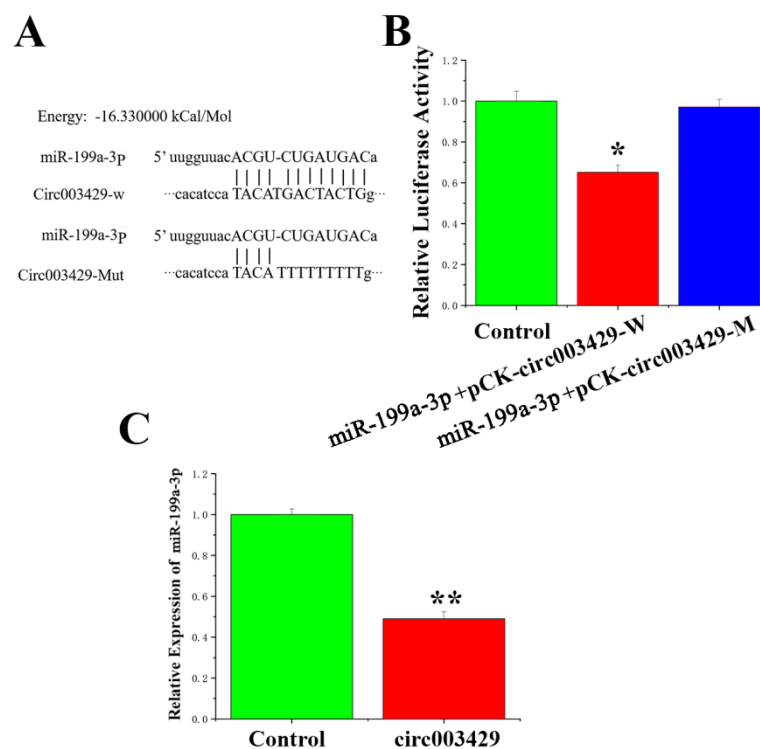 A
Energy: -16.330000 kCal/Mol
miR-199a-3p 5’ uugguuacACGU-CUGAUGACa
Circ003429-w ···cacatcca TACATGACTACTGg···
miR-199a-3p 5’ uugguuacACGU-CUGAUGACa
Circ003429-Mut ···cacatcca TACA TTTTTTTTTg···
B
Relative Luciferase Activity
1.2
1.0
0.8
0.6
0.4
0.2
0.0
*
Control
miR-199a-3p+pCK-circ003429-W
miR-199a-3p+pCK-circ003429-M
C
Relative Expression of miR-199a-3p
1.2
1.0
0.8
0.6
0.4
0.2
0.0
**
Control
circ003429